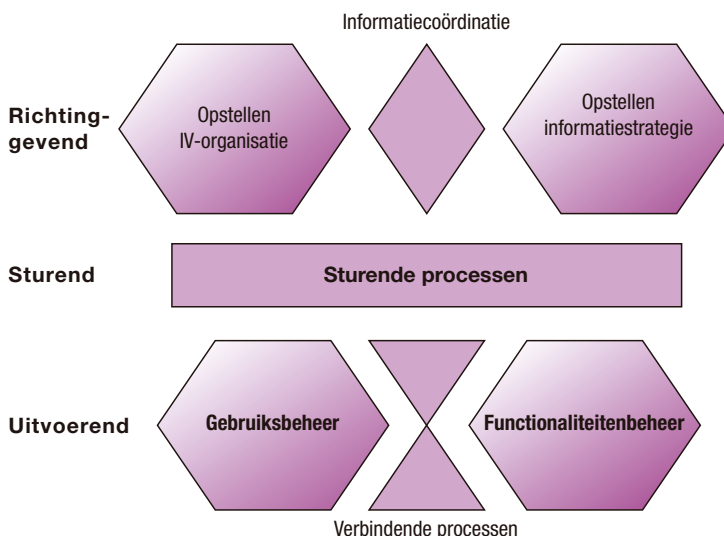 Informatiecoördinatie
Richting-
gevend
Opstellen
IV-organisatie
Opstellen
informatiestrategie
Sturend
Sturende processen
Uitvoerend
Gebruiksbeheer
Functionaliteitenbeheer
Verbindende processen